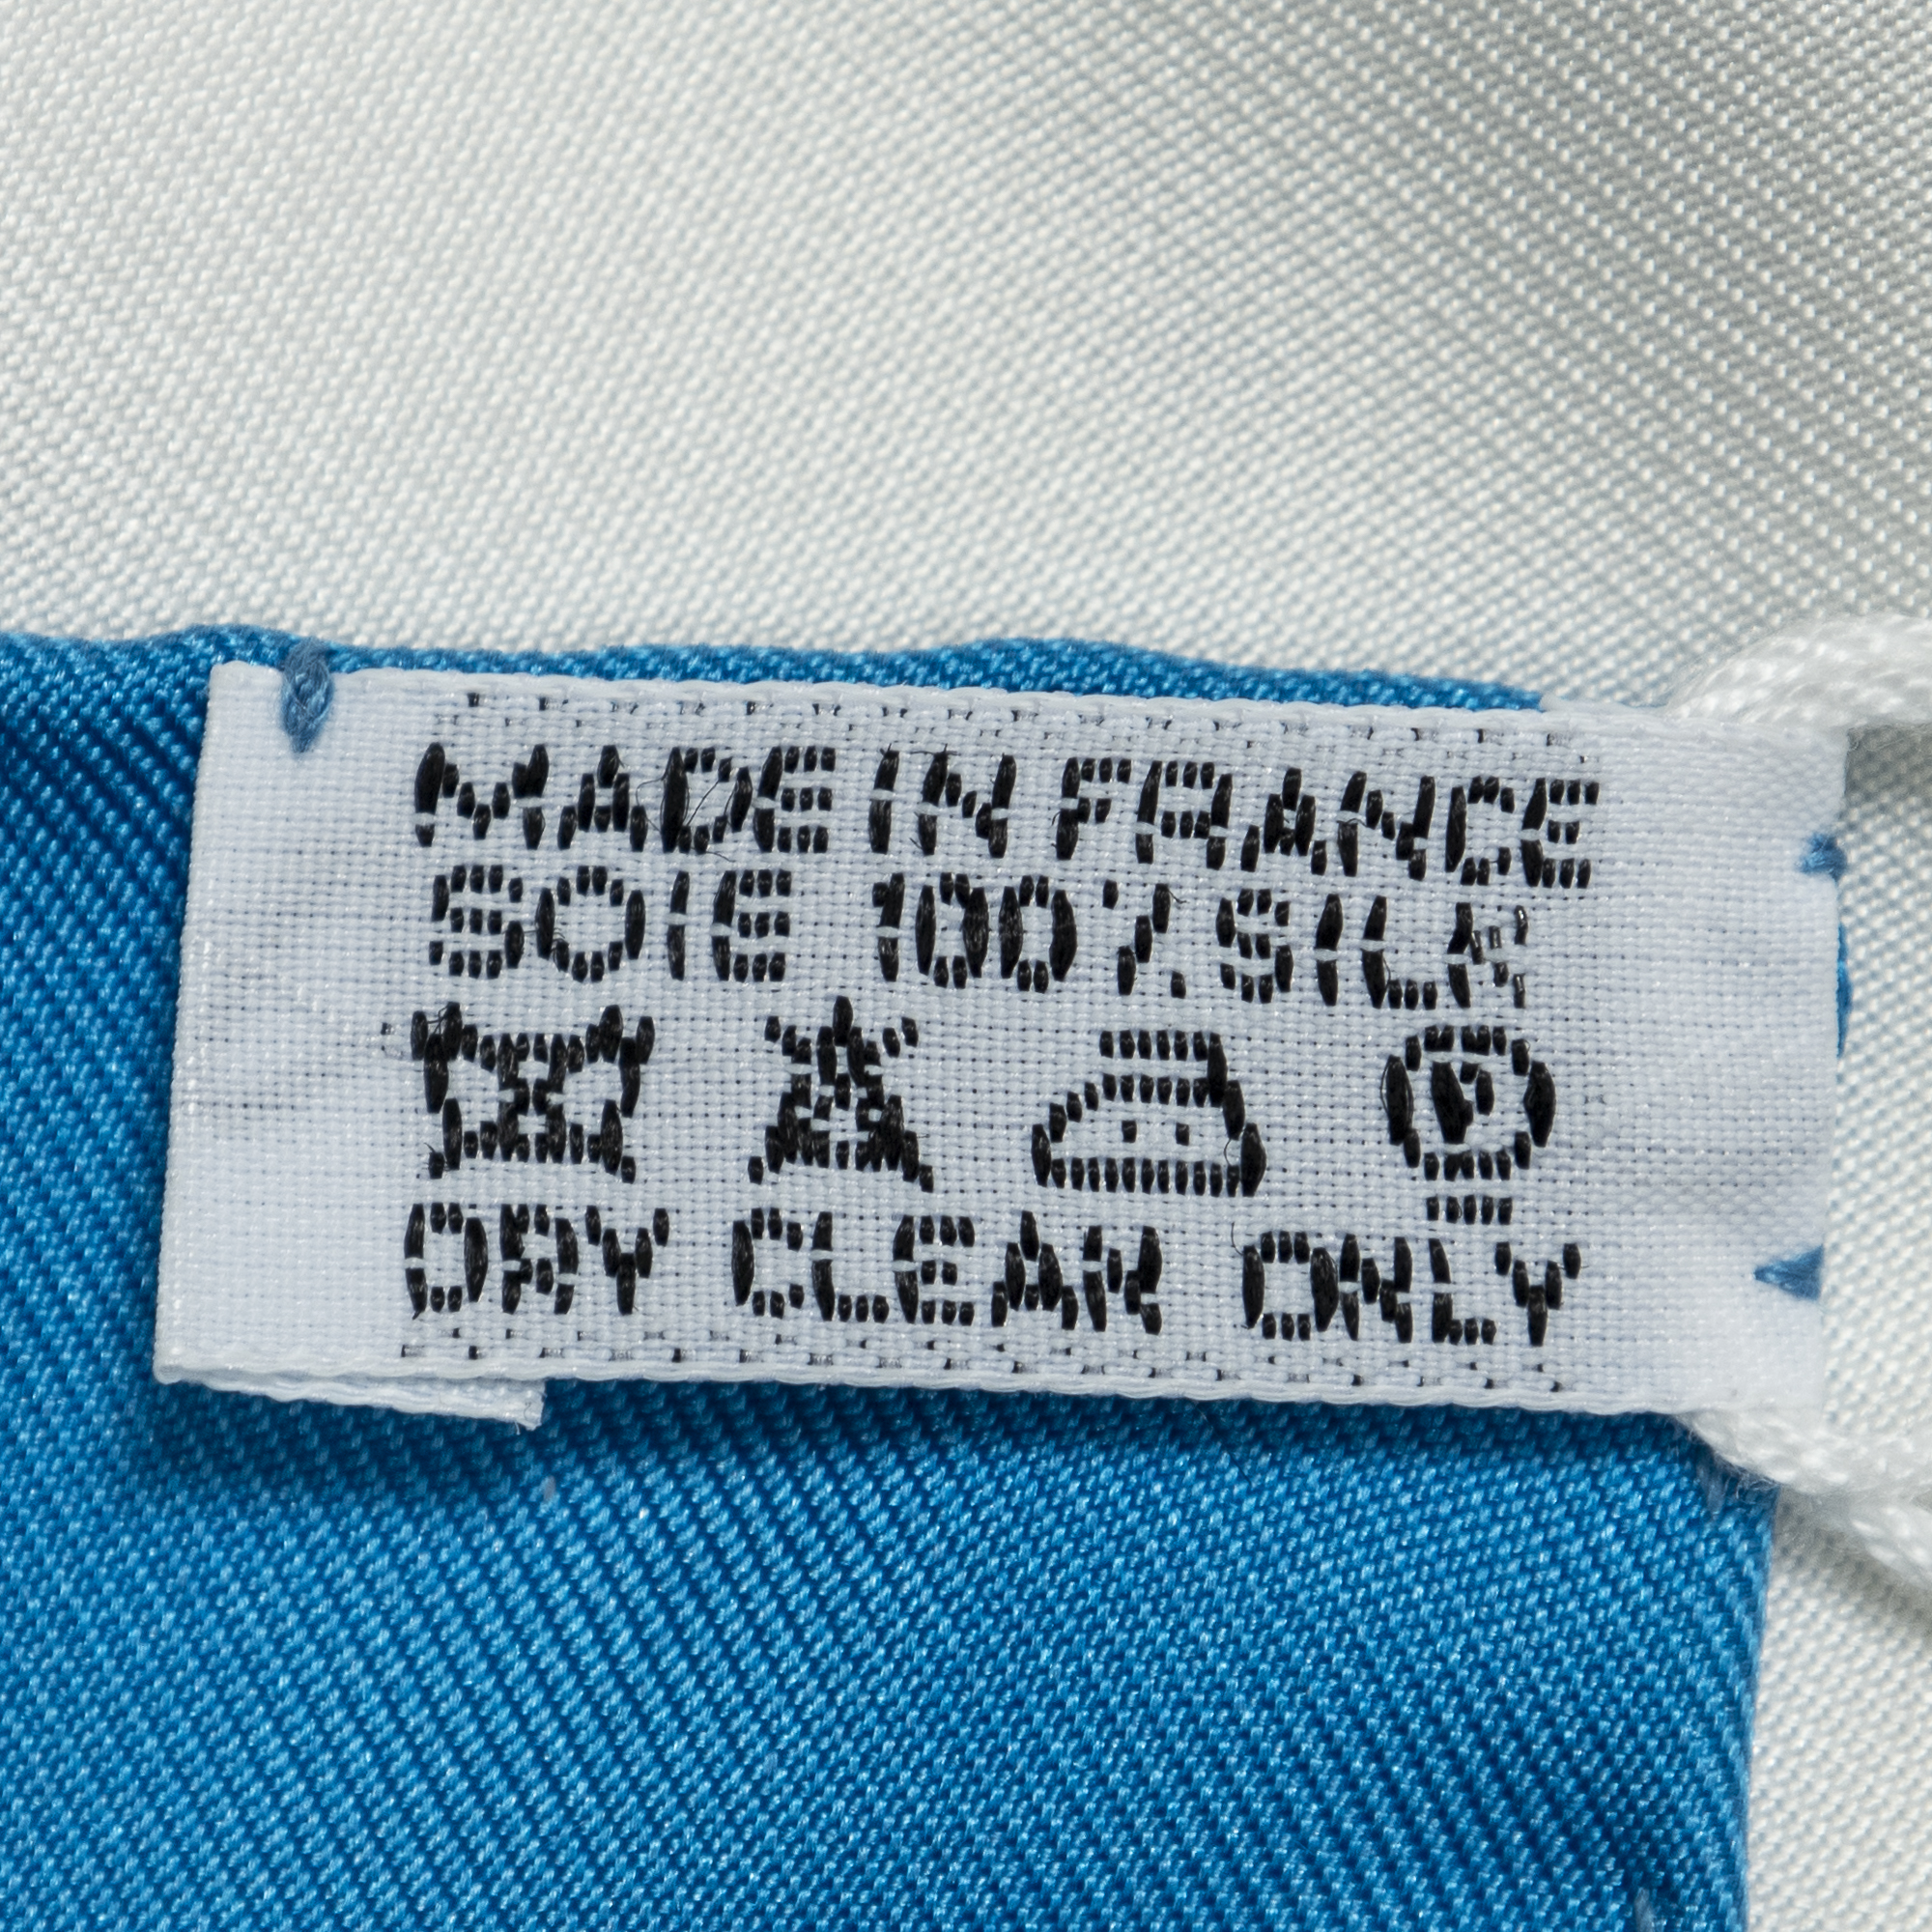 MADE IN FRANCE
SOIE 100% SILK
P
DRY CLEAN ONLY